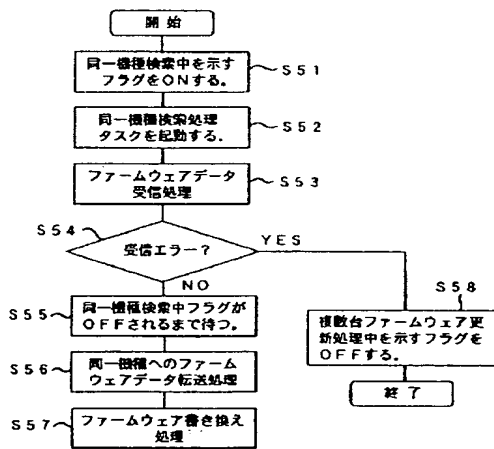 開始
同一機種検索中を示す
フラグをONする。
S51
同一機種検索処理
タスクを起動する.
S52
ファームウェアデータ
受信処理
S53
S54
受信エラー?
YES
NO
S55
同一機種検索中フラグが
OFFされるまで待つ。
S56
同一機種へのファーム
ウェアデータ転送処理
S57
ファームウェア書き換え
処理
S58
複数台ファームウェア更
新処理中を示すフラグを
OFFする。
終了